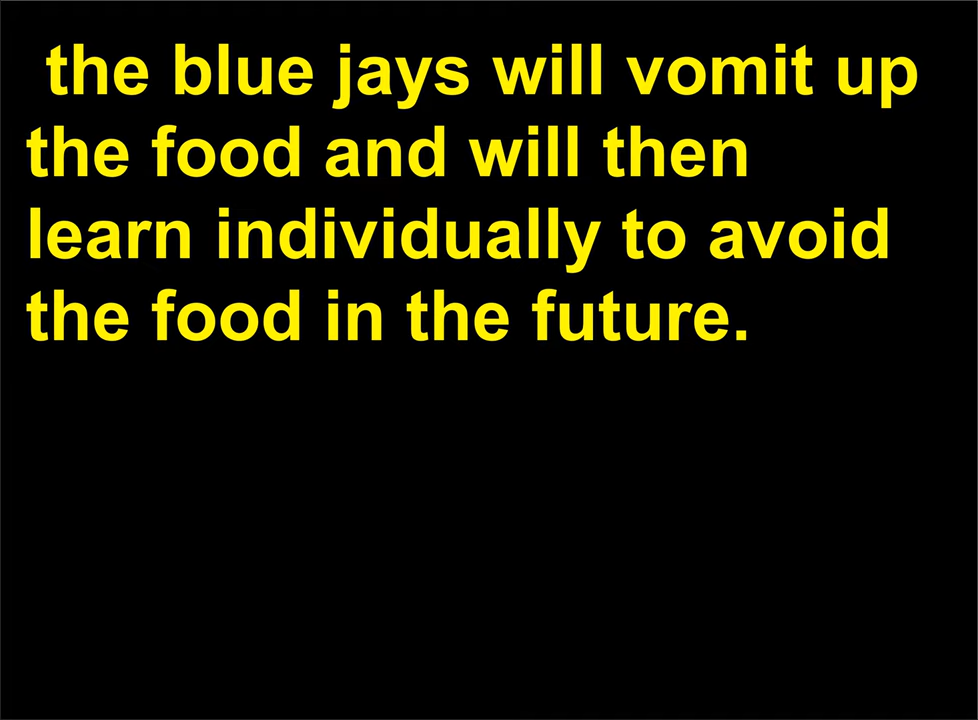 the blue jays will vomit up
the food and will then
learn individually to avoid
the food in the future.